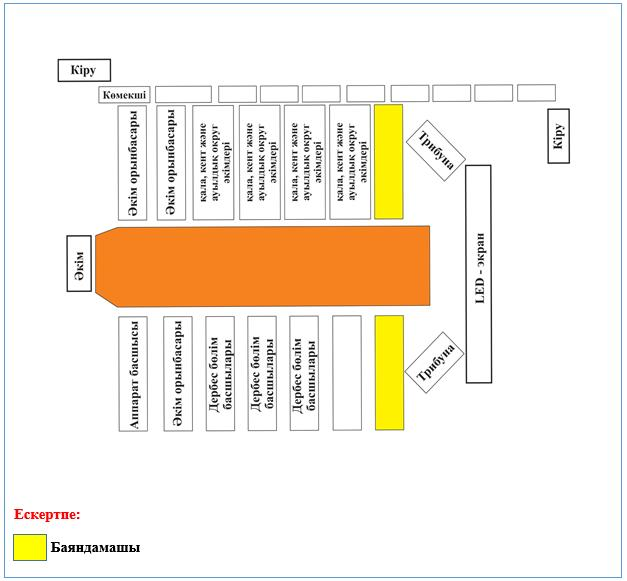 Кіру
Көмекші
Кіру
Әкім орынбасары
Әкім орынбасары
қала, кент және
ауылдық округ
әкімдері
қала, кент және
ауылдық округ
әкімдері
қала, кент және
ауылдық округ
әкімдері
қала, кент және
ауылдық округ
әкімдері
Трибуна
Әкім
LED - экран
Аппарат басшысы
Әкім орынбасары
Дербес бөлім
басшылары
Дербес бөлім
басшылары
Дербес бөлім
басшылары
Трибуна
Ескертпе:
Баяндамашы